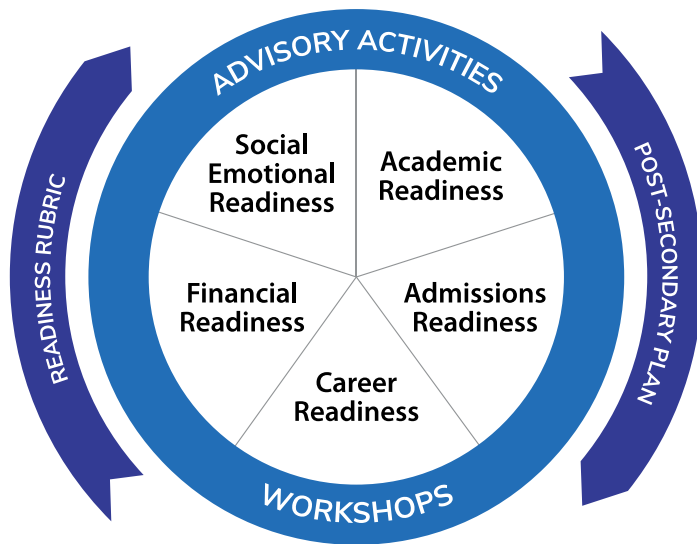 ADVISORY ACTIVITIES
Social
Emotional
Readiness
Academic
Readiness
READINESS RUBRIC
POST-SECONDARY PLAN
Financial
Readiness
Admissions
Readiness
Career
Readiness
WORKSHOPS